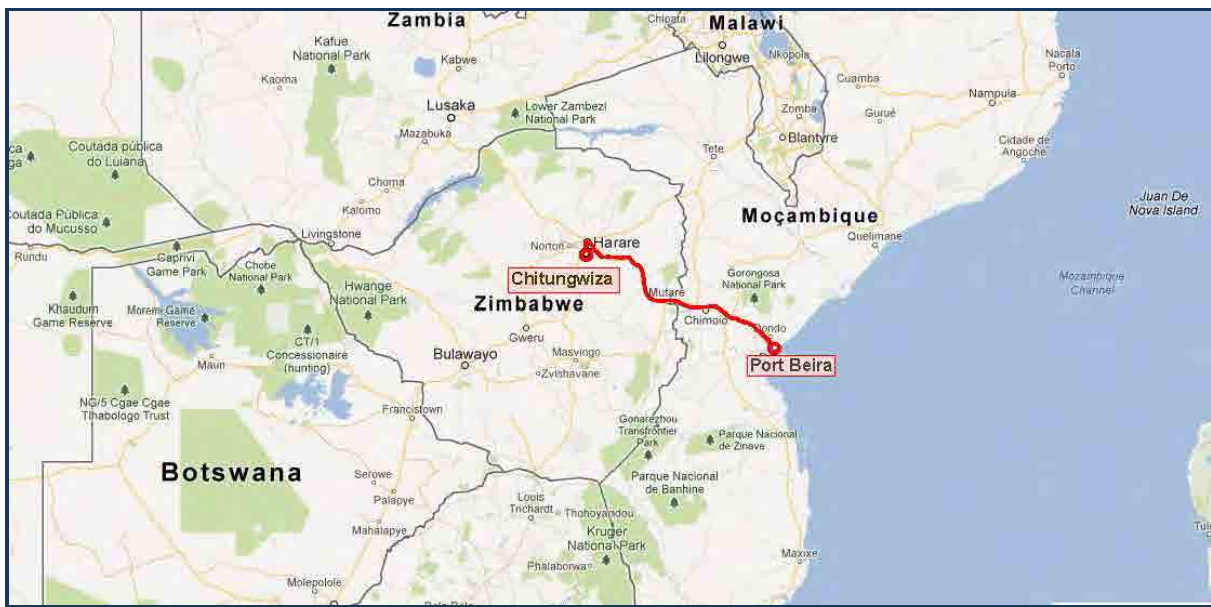 Zambia
Chioata
Malawi
Kafue
National Park
Nkhopola
Lilongwe
Nacala
Porto
Kaoma
Kabwe
Cuamba
Nampula
Lusaka
Lower Zambezi
National Park
Zomba
Gurué
Mazabuka
Blantyre
Cidade de
Angoche
Coutada pública
do Luiana
Tete
Choma
Juan De
Nova Island
Kalomo
Coutada Pública
do Mucusso
Moçambique
Livingstone
Quelimane
Rundu
Caprivi
Game Park
Norton
Harare
Chobe
National Park
Chitungwiza
Gorongosa
National Park
Mozambique
Channel
Hwange
National Park
Mutare
Khaudum
Game Reserve
Moremi Game
Reserve
Zimbabwe
Chimoio
Dondo
Gweru
CT/1
Concessionaire
(hunting)
Bulawayo
Masvingo
Port Beira
Maun
Zvishavane
NG/5 Cgae Cgae
Tlhabologo Trust
Francistown
Gonarezhou
Transfrontier
Park
Parque Nacional
de Zinave
Botswana
Parque Nacional
de Banhine
Serowe
Palapye
Louis
Trichardt
Thohoyandou
Mahalapye
Kruger
National Park
Maxixe
Phalaborwa
Molepolole